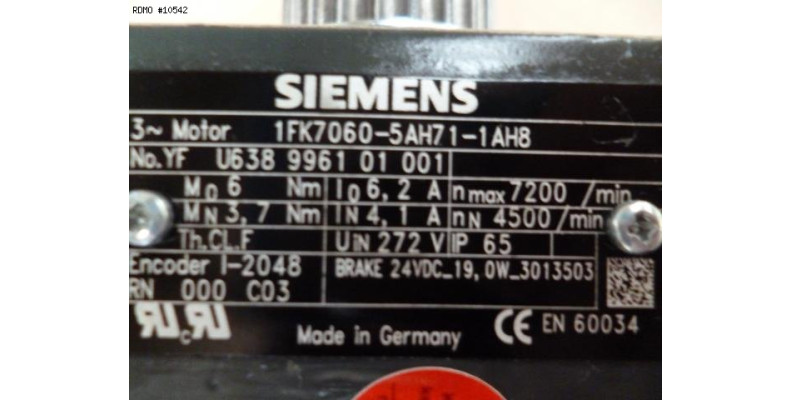 RDMO #10542
SIEMENS
3~ Motor 1FK7060-5AH71-1AH8
No.YF U638 9961 01 001
M0 6 Nm I0 6,2 A nmax 7200 /min
MN 3,7 Nm IN 4,1 A nN 4500/min
Th.CL.F UiN 272 V IP 65
Encoder I-2048 BRAKE 24VDC_19,0W_3013503
RN 000 C03
Made in Germany CE EN 60034